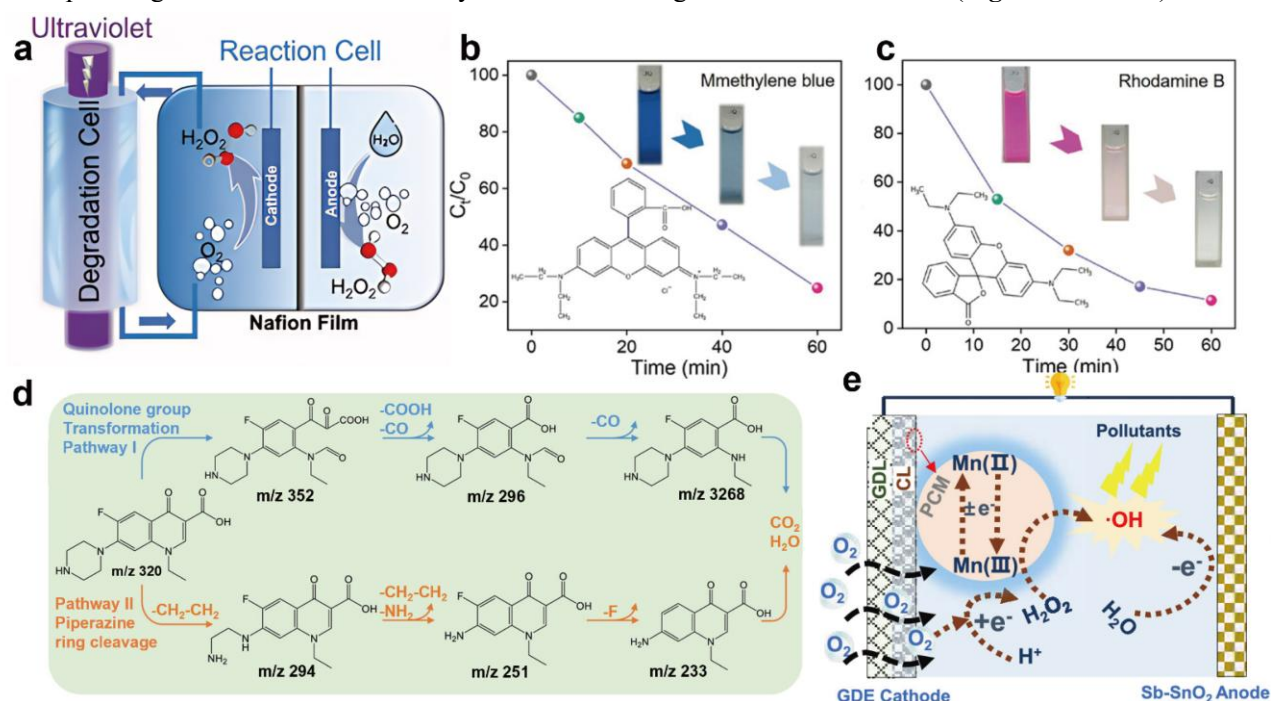 a
Ultraviolet
Reaction Cell
Degradation Cell
H₂O₂
O₂
Cathode
Anode
H₂O
O₂
H₂O₂
Nafion Film
b
Mmethylene blue
Cₜ/C₀
100
80
60
40
20
0 20 40 60
Time (min)
c
Rhodamine B
100
80
60
40
20
0
0 10 20 30 40 50 60
Time (min)
d
Quinolone group
Transformation
Pathway I
-COOH
-CO
-CO
m/z 352
m/z 296
m/z 3268
m/z 320
CO₂
H₂O
Pathway II
Piperazine
ring cleavage
-CH₂-CH₂
-CH₂-CH₂
-NH₂
-F
m/z 294
m/z 251
m/z 233
e
GDL
CL
PCM
Mn(II)
± e⁻
Mn(III)
Pollutants
·OH
-e⁻
O₂
O₂
O₂
O₂
O₂
+e⁻
H₂O₂
H⁺
H₂O
GDE Cathode
Sb-SnO₂ Anode